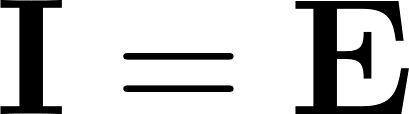 I = E